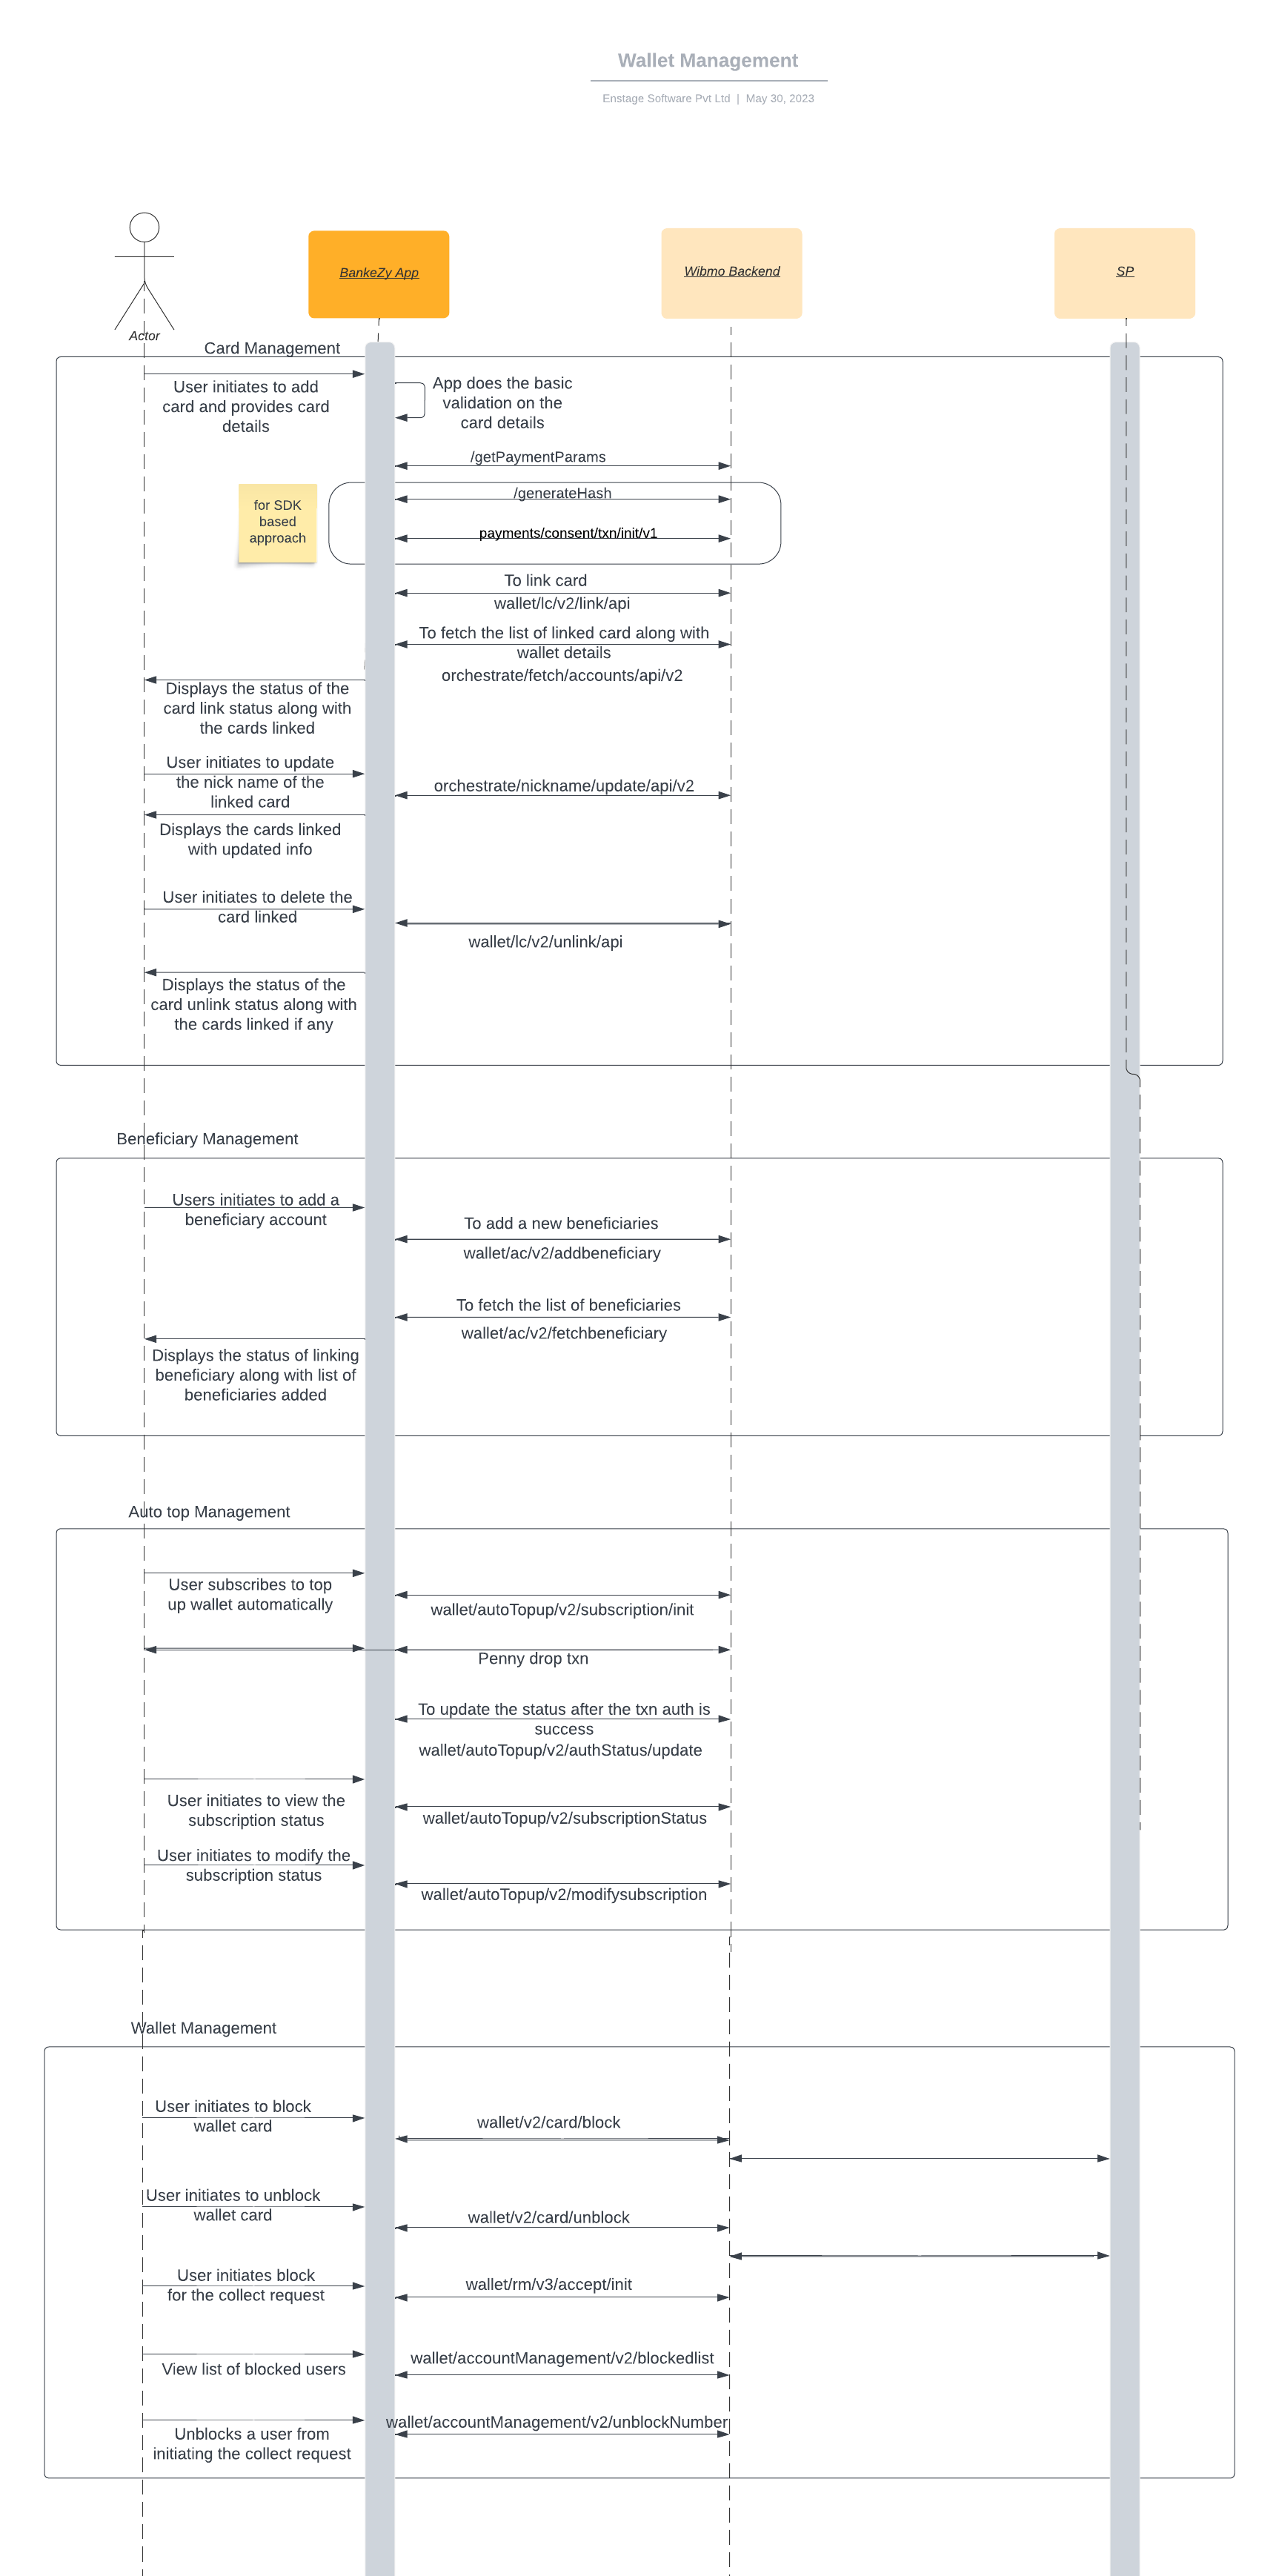 Wallet Management
Enstage Software Pvt Ltd | May 30, 2023
BankeZy App
Wibmo Backend
SP
Actor
Card Management
User initiates to add
card and provides card
details
App does the basic
validation on the
card details
/getPaymentParams
for SDK
based
approach
/generateHash
payments/consent/txn/init/v1
To link card
wallet/lc/v2/link/api
To fetch the list of linked card along with
wallet details
orchestrate/fetch/accounts/api/v2
Displays the status of the
card link status along with
the cards linked
User initiates to update
the nick name of the
linked card
orchestrate/nickname/update/api/v2
Displays the cards linked
with updated info
User initiates to delete the
card linked
wallet/lc/v2/unlink/api
Displays the status of the
card unlink status along with
the cards linked if any
Beneficiary Management
Users initiates to add a
beneficiary account
To add a new beneficiaries
wallet/ac/v2/addbeneficiary
To fetch the list of beneficiaries
wallet/ac/v2/fetchbeneficiary
Displays the status of linking
beneficiary along with list of
beneficiaries added
Auto top Management
User subscribes to top
up wallet automatically
wallet/autoTopup/v2/subscription/init
Penny drop txn
To update the status after the txn auth is
success
wallet/autoTopup/v2/authStatus/update
User initiates to view the
subscription status
wallet/autoTopup/v2/subscriptionStatus
User initiates to modify the
subscription status
wallet/autoTopup/v2/modifysubscription
Wallet Management
User initiates to block
wallet card
wallet/v2/card/block
User initiates to unblock
wallet card
wallet/v2/card/unblock
User initiates block
for the collect request
wallet/rm/v3/accept/init
View list of blocked users
wallet/accountManagement/v2/blockedlist
wallet/accountManagement/v2/unblockNumber
Unblocks a user from
initiating the collect request